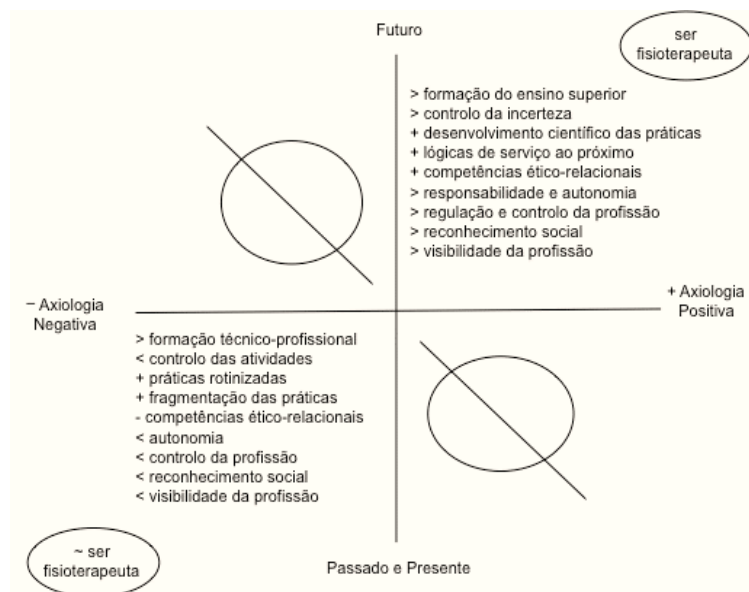 Futuro
ser
fisioterapeuta
> formação do ensino superior
> controlo da incerteza
+ desenvolvimento científico das práticas
+ lógicas de serviço ao próximo
+ competências ético-relacionais
> responsabilidade e autonomia
> regulação e controlo da profissão
> reconhecimento social
> visibilidade da profissão
– Axiologia
Negativa
+ Axiologia
Positiva
> formação técnico-profissional
< controlo das atividades
+ práticas rotinizadas
+ fragmentação das práticas
- competências ético-relacionais
< autonomia
< controlo da profissão
< reconhecimento social
< visibilidade da profissão
~ ser
fisioterapeuta
Passado e Presente